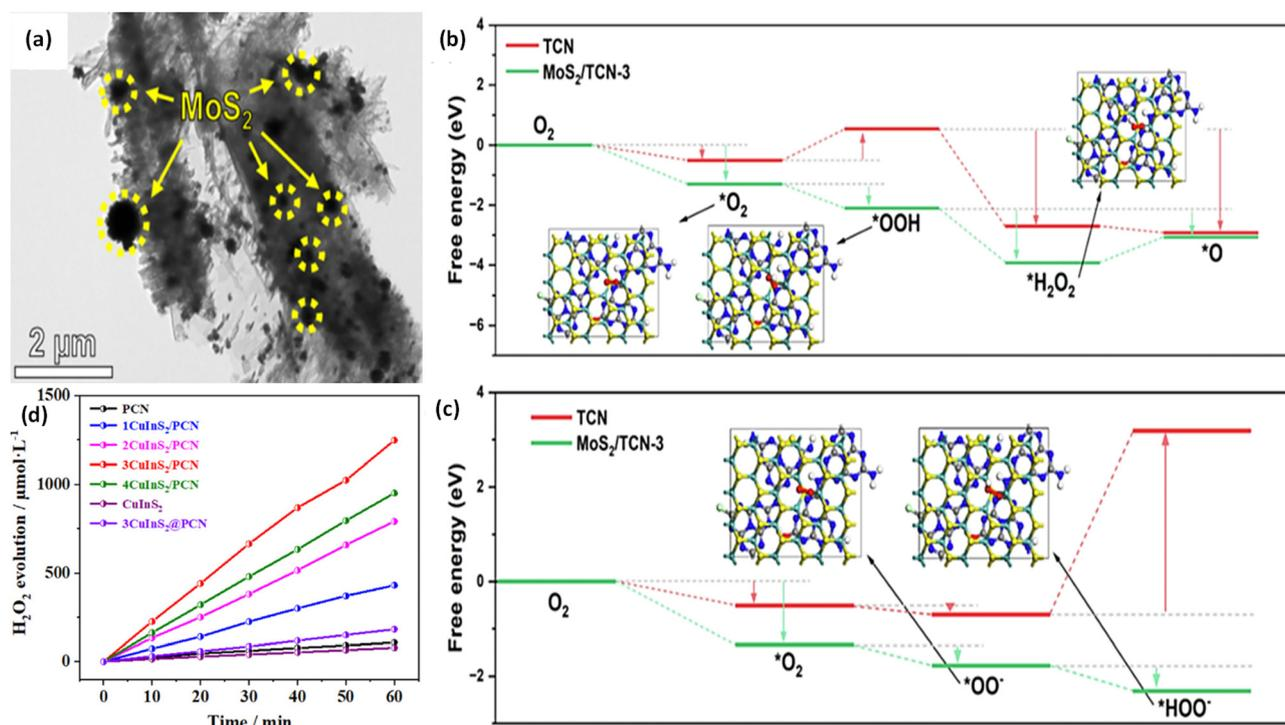 (a)
MoS₂
2 µm
(b)
4
2
0
-2
-4
-6
Free energy (eV)
TCN
MoS₂/TCN-3
O₂
*O₂
*OOH
*H₂O₂
*O
(d)
1500
1000
500
0
H₂O₂ evolution / µmol·L⁻¹
PCN
1CuInS₂/PCN
2CuInS₂/PCN
3CuInS₂/PCN
4CuInS₂/PCN
CuInS₂
3CuInS₂@PCN
0 10 20 30 40 50 60
Time / min
(c)
4
2
0
-2
Free energy (eV)
TCN
MoS₂/TCN-3
O₂
*O₂
*OO⁻
*HOO⁻